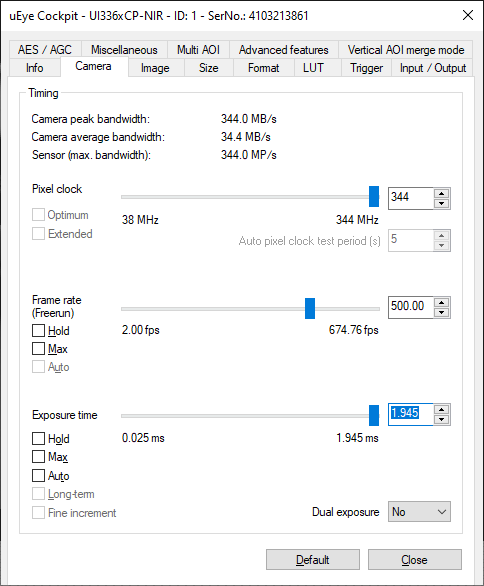 uEye Cockpit - UI336xCP-NIR - ID: 1 - SerNo.: 4103213861
AES / AGC Miscellaneous Multi AOI Advanced features Vertical AOI merge mode
Info Camera Image Size Format LUT Trigger Input / Output
Timing
Camera peak bandwidth: 344.0 MB/s
Camera average bandwidth: 34.4 MB/s
Sensor (max. bandwidth): 344.0 MP/s
Pixel clock 344
Optimum 38 MHz 344 MHz
Extended Auto pixel clock test period (s) 5
Frame rate 500.00
(Freerun)
Hold 2.00 fps 674.76 fps
Max
Auto
Exposure time 1.945
Hold 0.025 ms 1.945 ms
Max
Auto
Long-term
Fine increment Dual exposure No
Default Close